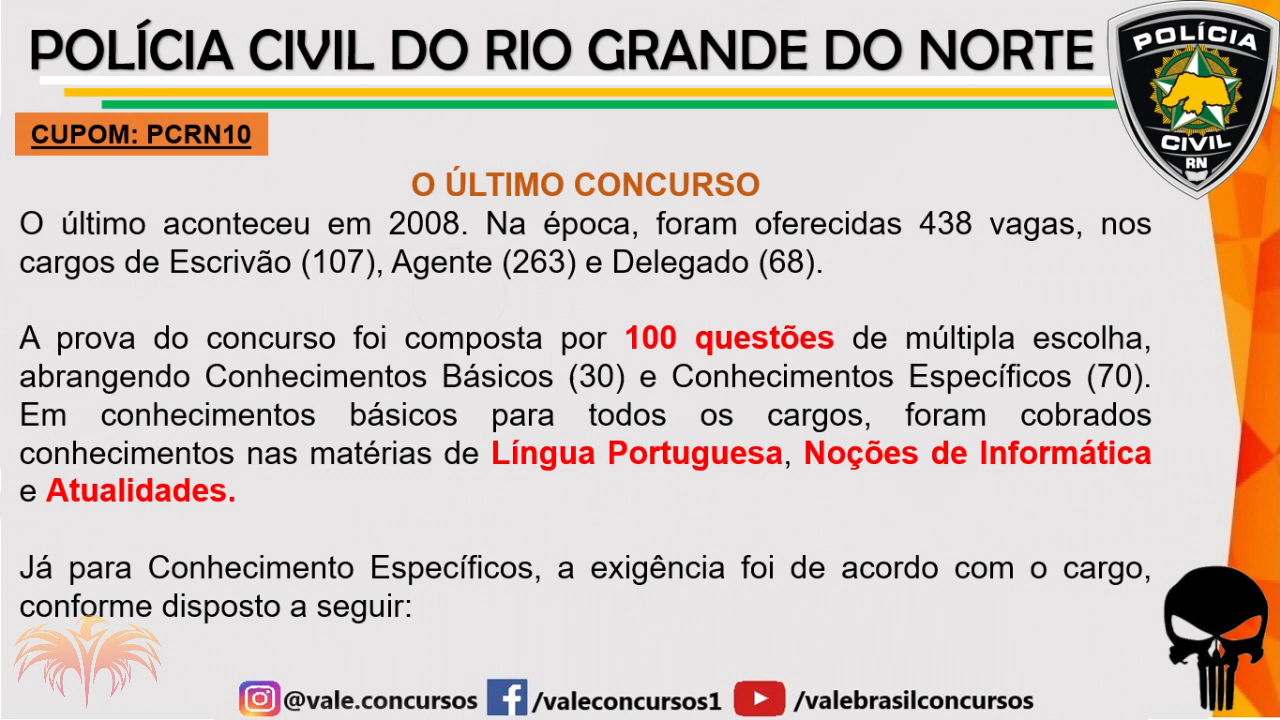 POLÍCIA CIVIL DO RIO GRANDE DO NORTE
POLÍCIA
CIVIL
RN
CUPOM: PCRN10
O ÚLTIMO CONCURSO
O último aconteceu em 2008. Na época, foram oferecidas 438 vagas, nos
cargos de Escrivão (107), Agente (263) e Delegado (68).
A prova do concurso foi composta por 100 questões de múltipla escolha,
abrangendo Conhecimentos Básicos (30) e Conhecimentos Específicos (70).
Em conhecimentos básicos para todos os cargos, foram cobrados
conhecimentos nas matérias de Língua Portuguesa, Noções de Informática
e Atualidades.
Já para Conhecimento Específicos, a exigência foi de acordo com o cargo,
conforme disposto a seguir:
@vale.concursos /valeconcursos1 /valebrasilconcursos